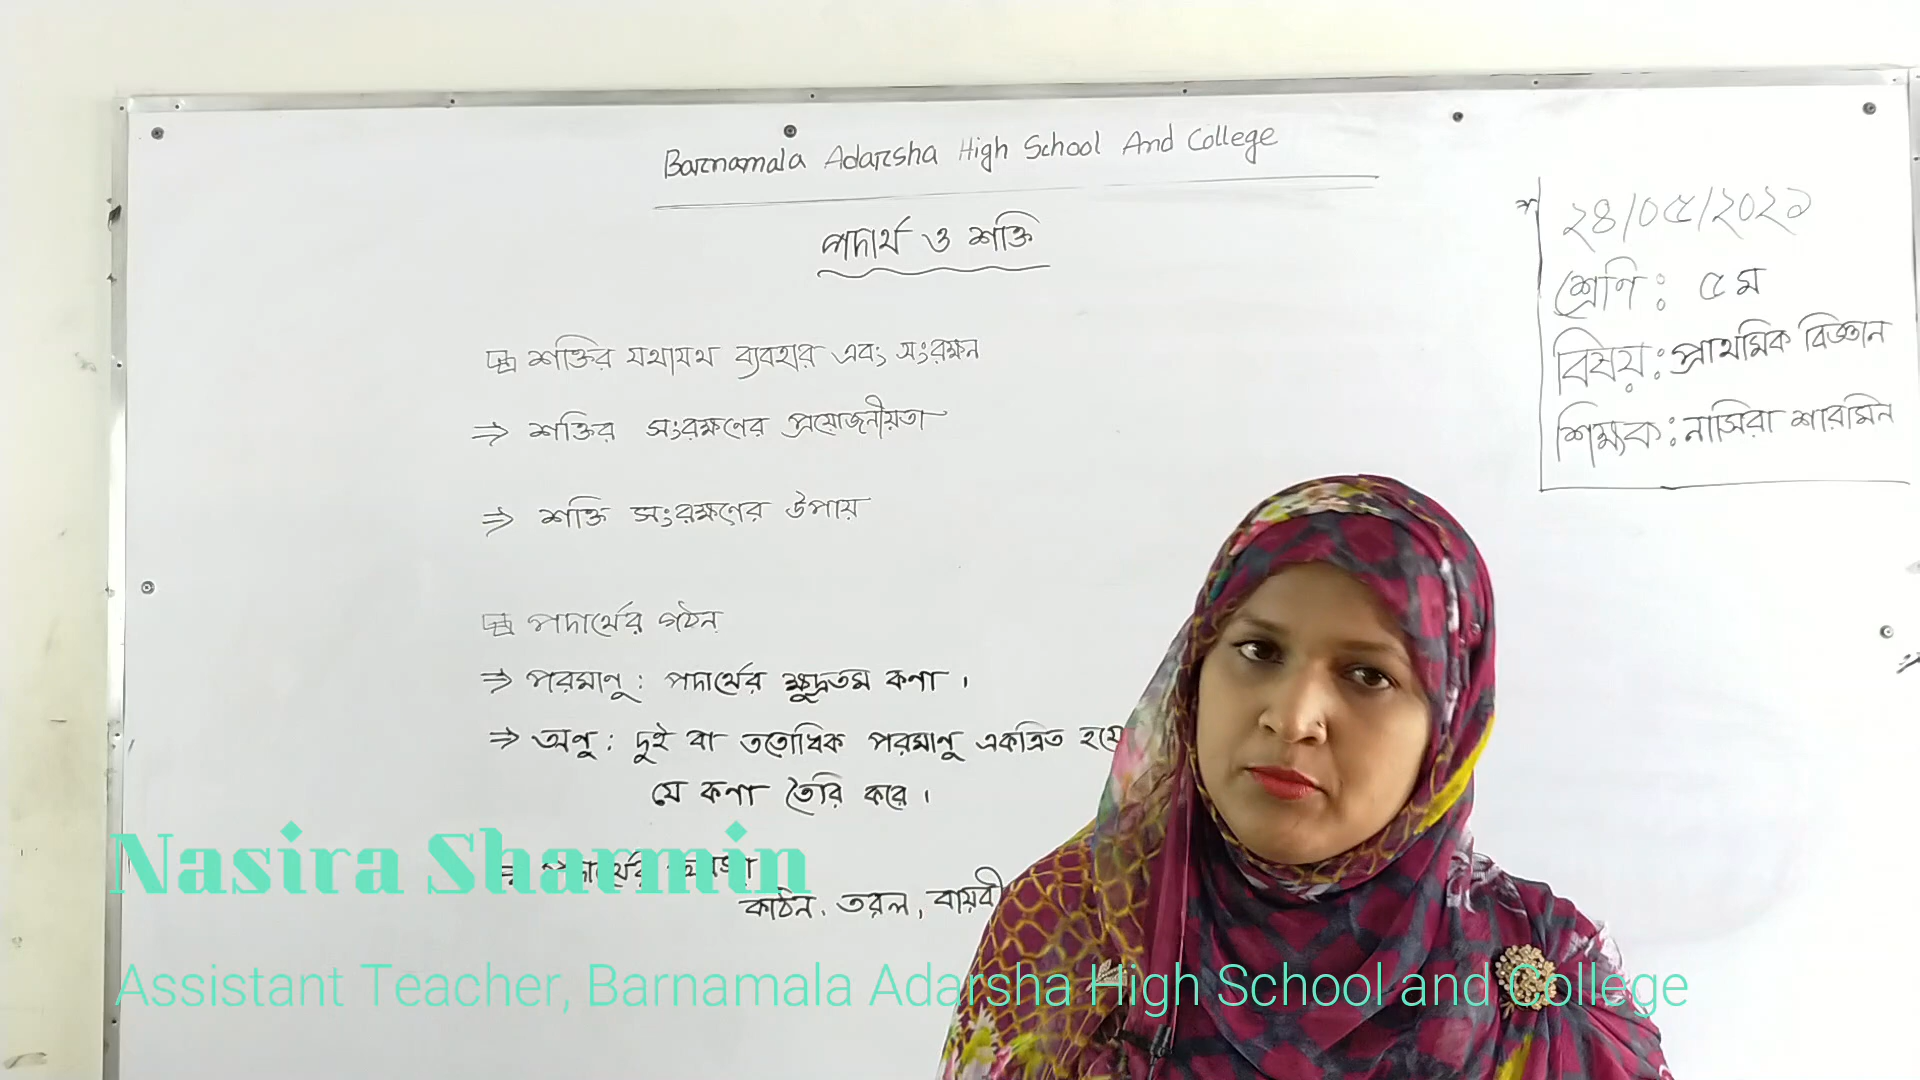 Barnamala Adarsha High School And College
পদার্থ ও শক্তি
২৪/০৫/২০২১
শ্রেণি: ৫ম
বিষয়: প্রাথমিক বিজ্ঞান
শিক্ষক: নাসিরা শারমিন
শক্তির যথাযথ ব্যবহার এবং সংরক্ষন
⇒ শক্তির সংরক্ষণের প্রয়োজনীয়তা
⇒ শক্তি সংরক্ষণের উপায়
পদার্থের গঠন
⇒ পরমাণু: পদার্থের ক্ষুদ্রতম কণা।
⇒ অণু: দুই বা ততোধিক পরমাণু একত্রিত হয়ে
যে কণা তৈরি করে।
পদার্থের
কঠিন, তরল, বায়বী
Nasira Sharmin
Assistant Teacher, Barnamala Adarsha High School and College